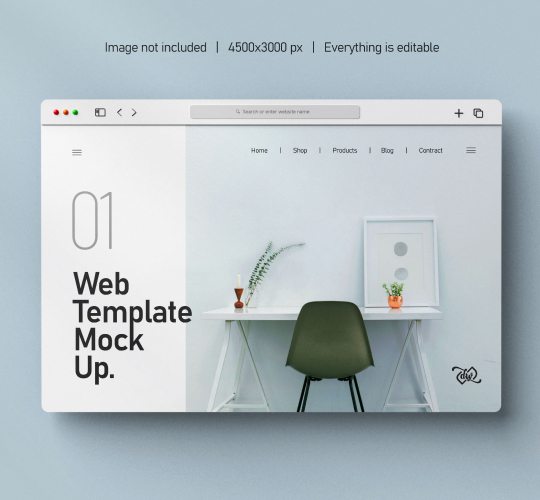 Image not included | 4500x3000 px | Everything is editable
Search or enter website name
Home | Shop | Products | Blog | Contract
01
Web
Template
Mock
Up.